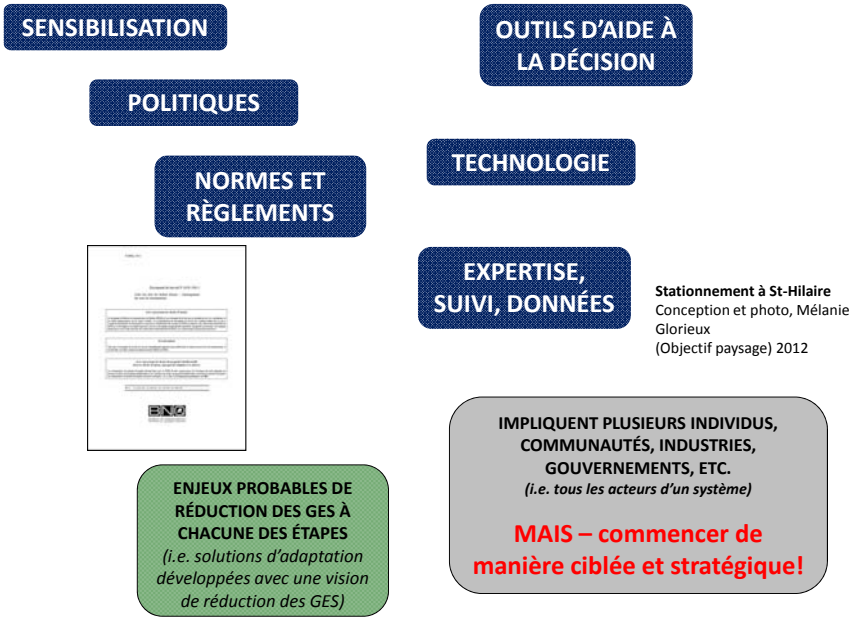 SENSIBILISATION
OUTILS D'AIDE À
LA DÉCISION
POLITIQUES
TECHNOLOGIE
NORMES ET
RÈGLEMENTS
EXPERTISE,
SUIVI, DONNÉES
Stationnement à St-Hilaire
Conception et photo, Mélanie
Glorieux
(Objectif paysage) 2012
BNQ
IMPLIQUENT PLUSIEURS INDIVIDUS,
COMMUNAUTÉS, INDUSTRIES,
GOUVERNEMENTS, ETC.
(i.e. tous les acteurs d'un système)
MAIS – commencer de
manière ciblée et stratégique!
ENJEUX PROBABLES DE
RÉDUCTION DES GES À
CHACUNE DES ÉTAPES
(i.e. solutions d'adaptation
développées avec une vision
de réduction des GES)